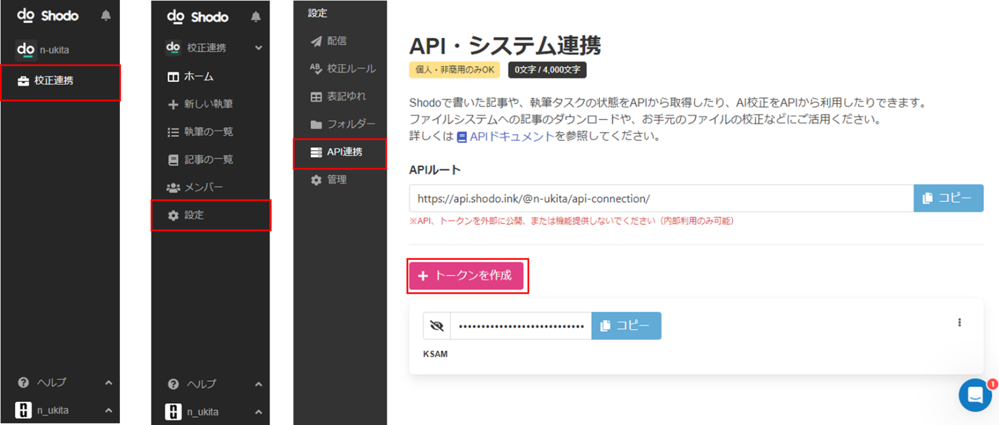 do Shodo
do n-ukita
校正連携
ヘルプ
n_ukita
do Shodo
do 校正連携
ホーム
新しい執筆
執筆の一覧
記事の一覧
メンバー
設定
ヘルプ
n_ukita
設定
配信
校正ルール
表記ゆれ
フォルダー
API連携
管理
API・システム連携
個人・非商用のみOK 0文字 / 4,000文字
Shodoで書いた記事や、執筆タスクの状態をAPIから取得したり、AI校正をAPIから利用したりできます。
ファイルシステムへの記事のダウンロードや、お手元のファイルの校正などにご活用ください。
詳しくは APIドキュメントを参照してください。
APIルート
https://api.shodo.ink/@n-ukita/api-connection/ コピー
※API、トークンを外部に公開、または機能提供しないでください（内部利用のみ可能）
+ トークンを作成
コピー
KSAM
1